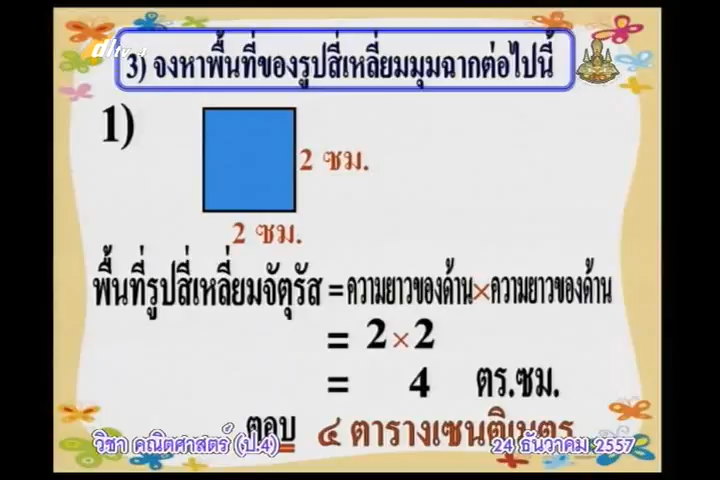 dltv 4
3) จงหาพื้นที่ของรูปสี่เหลี่ยมมุมฉากต่อไปนี้
1)
2 ซม.
2 ซม.
พื้นที่รูปสี่เหลี่ยมจัตุรัส = ความยาวของด้าน × ความยาวของด้าน
= 2 × 2
= 4 ตร.ซม.
ตอบ ๔ ตารางเซนติเมตร
วิชา คณิตศาสตร์ (ป.4) 24 ธันวาคม 2557